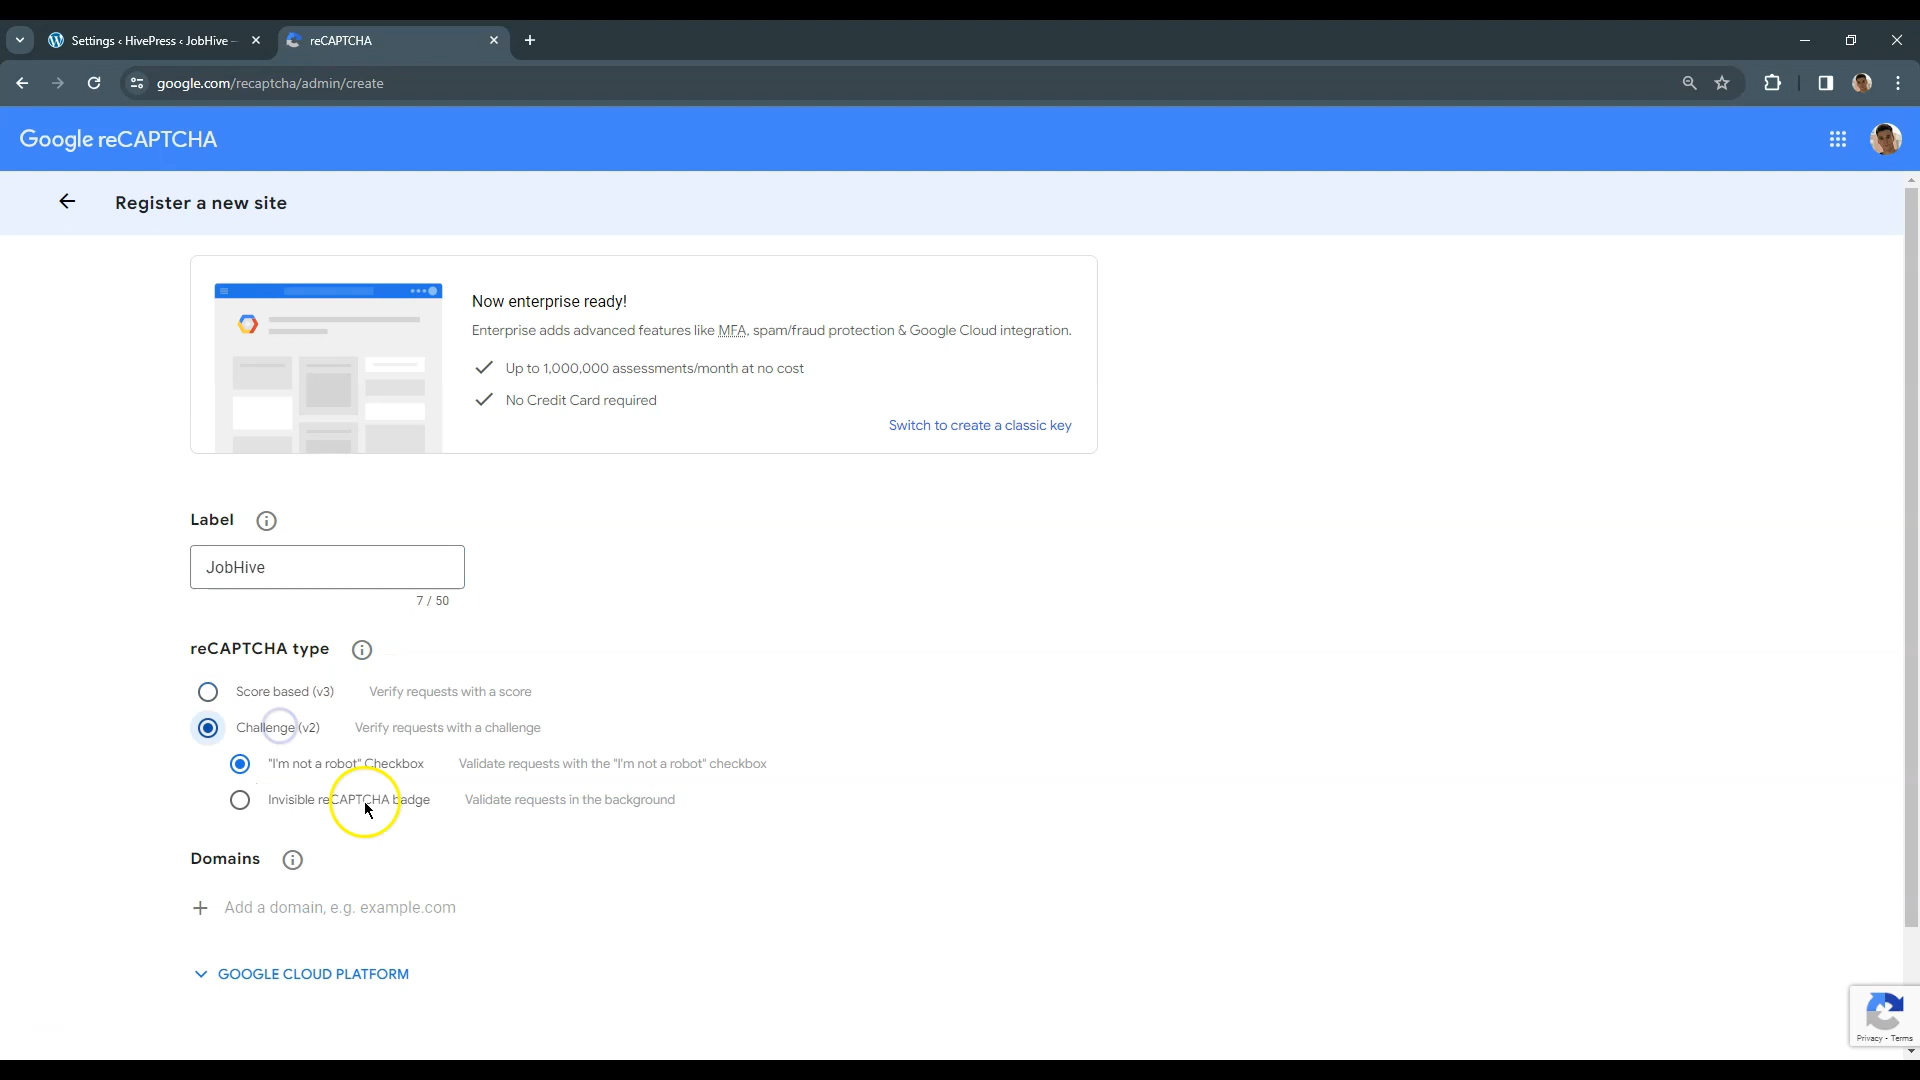 Settings ‹ HivePress ‹ JobHive —
reCAPTCHA
google.com/recaptcha/admin/create
Google reCAPTCHA
Register a new site
Now enterprise ready!
Enterprise adds advanced features like MFA, spam/fraud protection & Google Cloud integration.
Up to 1,000,000 assessments/month at no cost
No Credit Card required
Switch to create a classic key
Label
JobHive
7 / 50
reCAPTCHA type
Score based (v3) Verify requests with a score
Challenge (v2) Verify requests with a challenge
"I'm not a robot" Checkbox Validate requests with the "I'm not a robot" checkbox
Invisible reCAPTCHA badge Validate requests in the background
Domains
Add a domain, e.g. example.com
GOOGLE CLOUD PLATFORM
Privacy - Terms